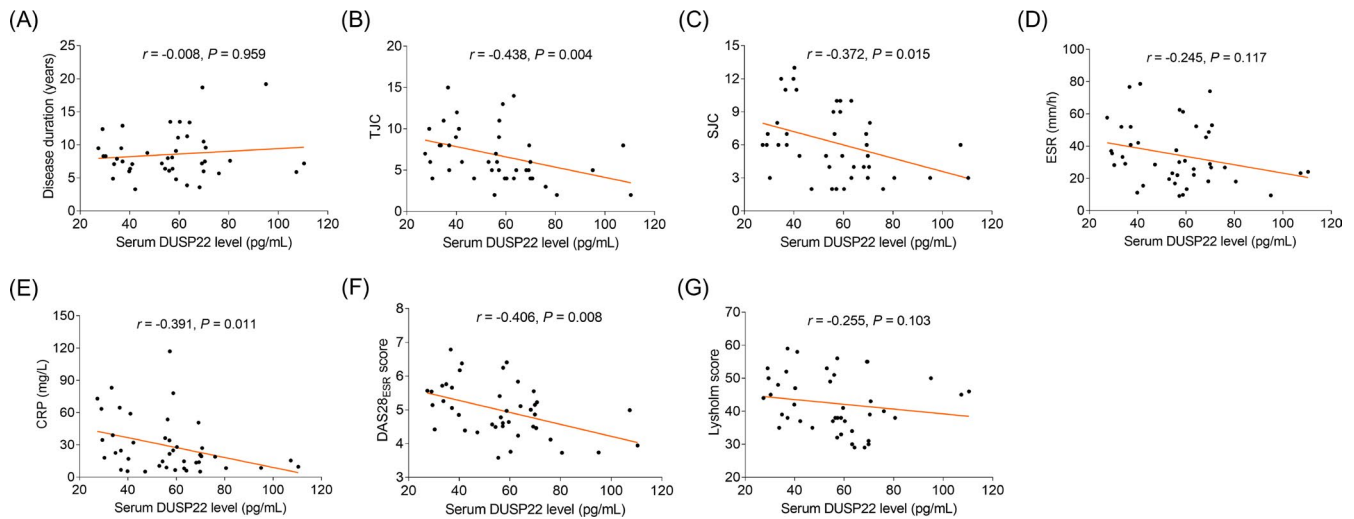 (A)
r = -0.008, P = 0.959
Disease duration (years)
25
20
15
10
5
0
20 40 60 80 100 120
Serum DUSP22 level (pg/mL)
(B)
r = -0.438, P = 0.004
TJC
20
15
10
5
0
20 40 60 80 100 120
Serum DUSP22 level (pg/mL)
(C)
r = -0.372, P = 0.015
SJC
15
12
9
6
3
0
20 40 60 80 100 120
Serum DUSP22 level (pg/mL)
(D)
r = -0.245, P = 0.117
ESR (mm/h)
100
80
60
40
20
0
20 40 60 80 100 120
Serum DUSP22 level (pg/mL)
(E)
r = -0.391, P = 0.011
CRP (mg/L)
150
120
90
60
30
0
20 40 60 80 100 120
Serum DUSP22 level (pg/mL)
(F)
r = -0.406, P = 0.008
DAS28ESR score
8
7
6
5
4
3
20 40 60 80 100 120
Serum DUSP22 level (pg/mL)
(G)
r = -0.255, P = 0.103
Lysholm score
70
60
50
40
30
20
20 40 60 80 100 120
Serum DUSP22 level (pg/mL)